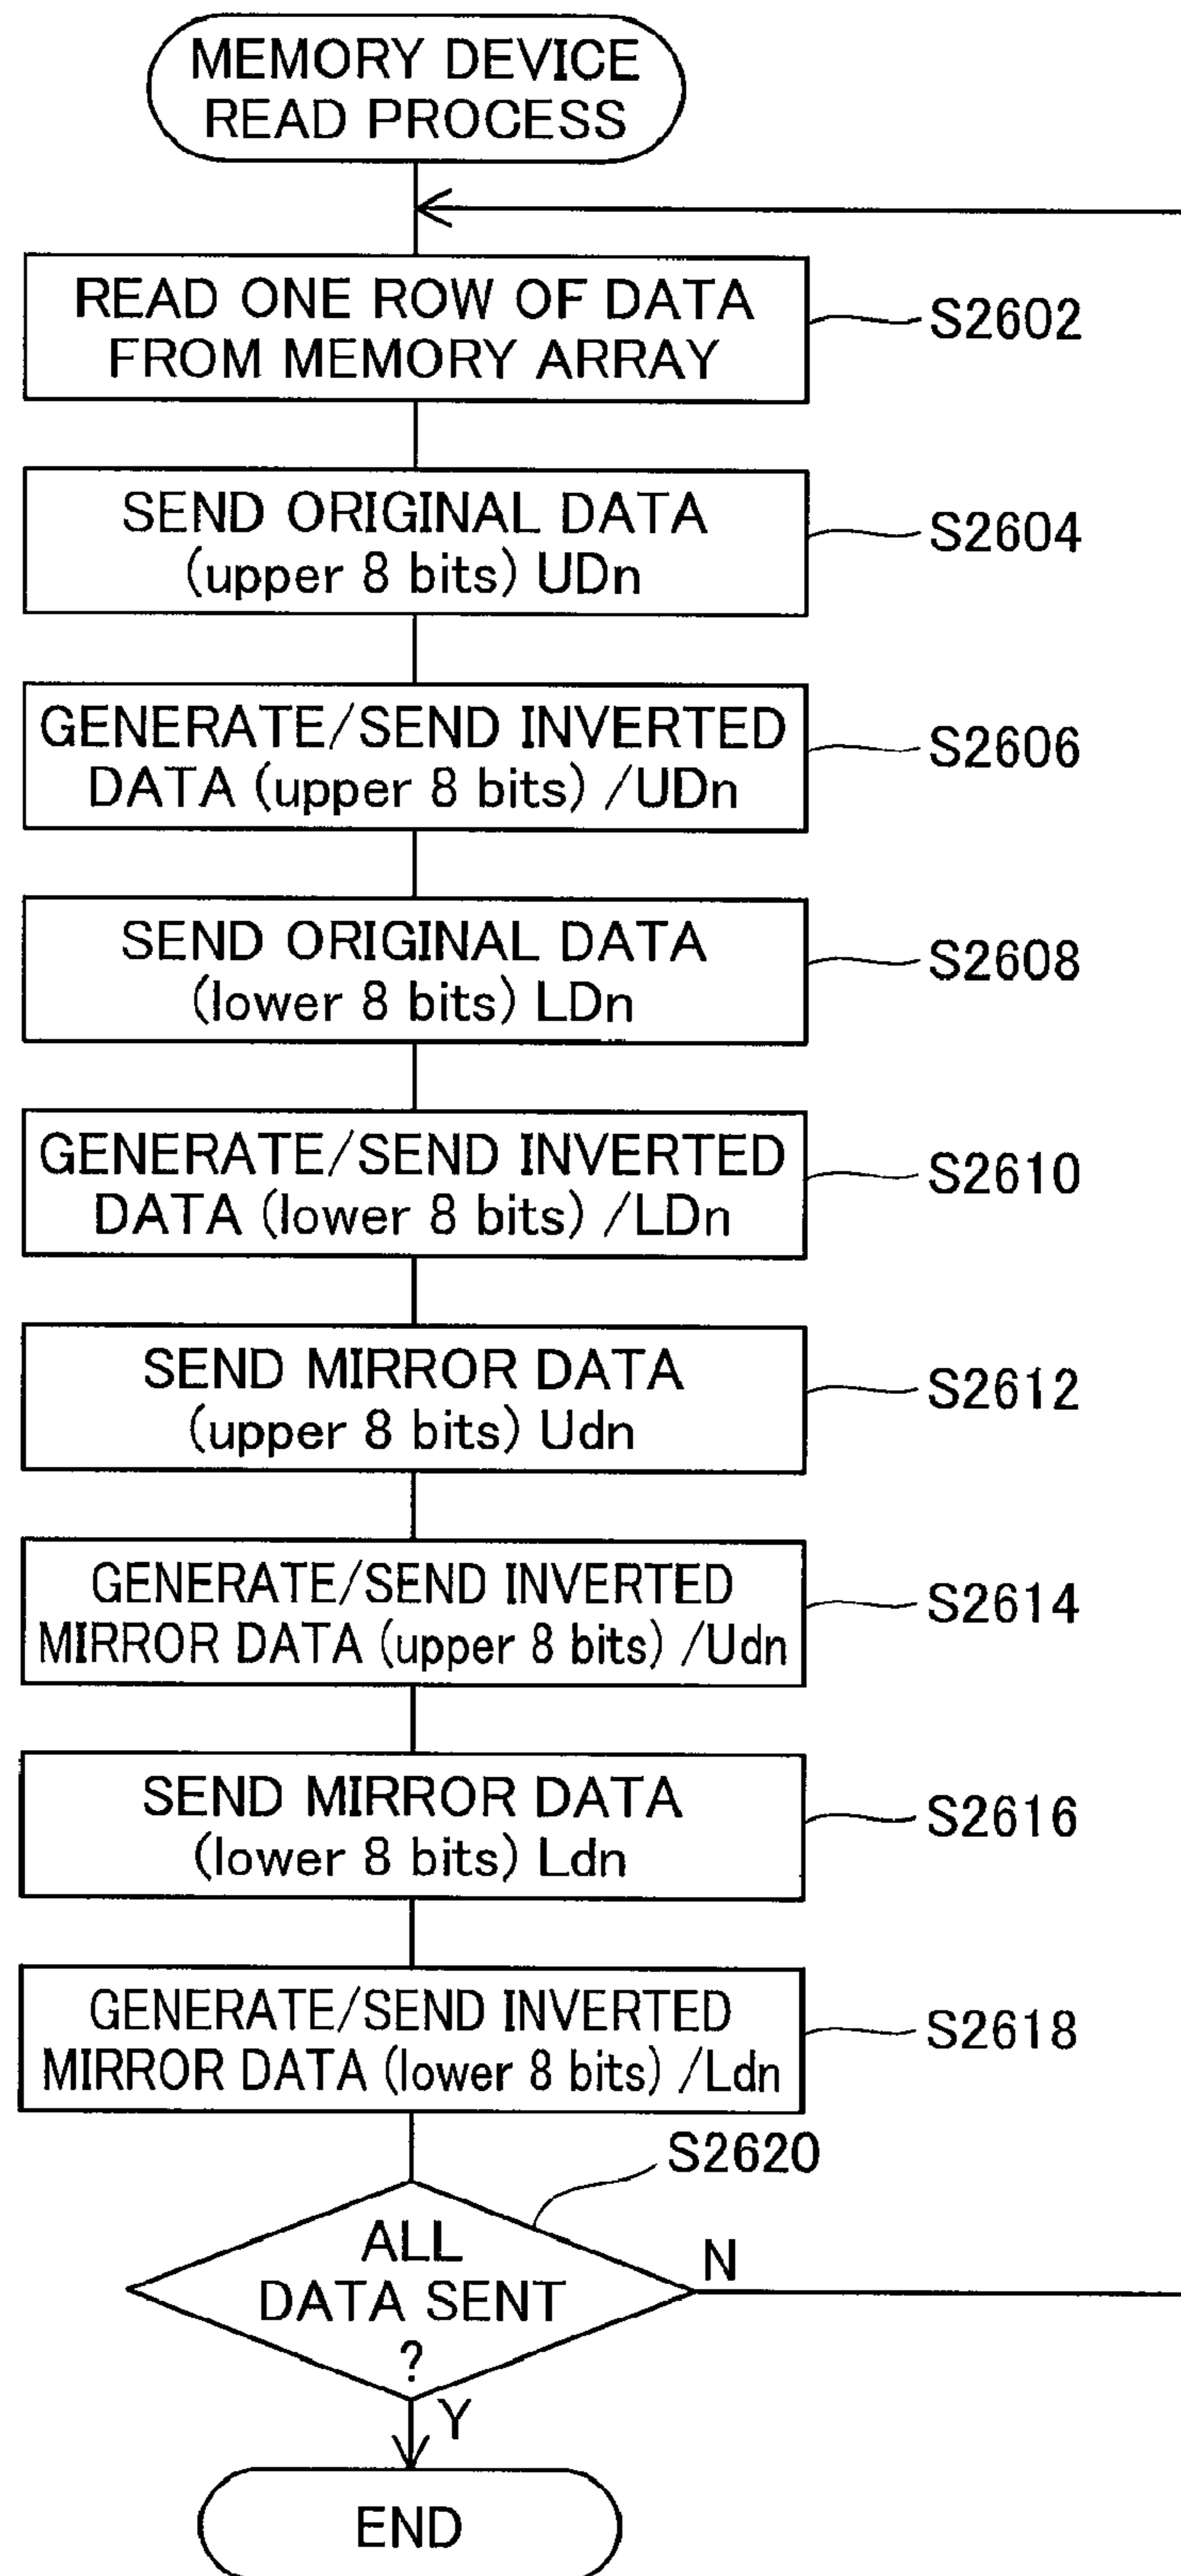 MEMORY DEVICE
READ PROCESS
READ ONE ROW OF DATA
FROM MEMORY ARRAY
S2602
SEND ORIGINAL DATA
(upper 8 bits) UDn
S2604
GENERATE/SEND INVERTED
DATA (upper 8 bits) /UDn
S2606
SEND ORIGINAL DATA
(lower 8 bits) LDn
S2608
GENERATE/SEND INVERTED
DATA (lower 8 bits) /LDn
S2610
SEND MIRROR DATA
(upper 8 bits) Udn
S2612
GENERATE/SEND INVERTED
MIRROR DATA (upper 8 bits) /Udn
S2614
SEND MIRROR DATA
(lower 8 bits) Ldn
S2616
GENERATE/SEND INVERTED
MIRROR DATA (lower 8 bits) /Ldn
S2618
S2620
ALL
DATA SENT
?
N
Y
END